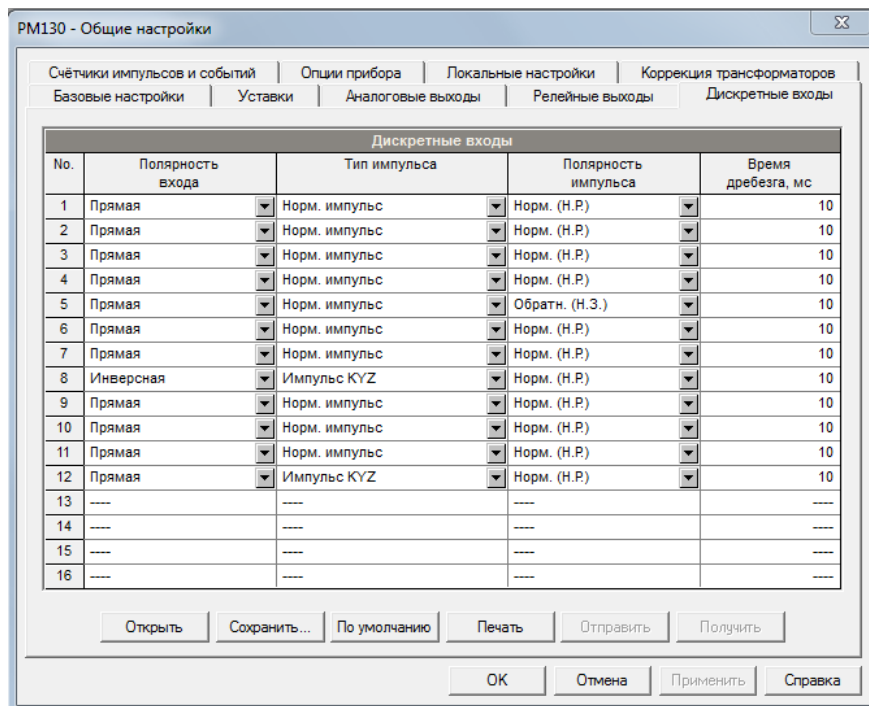 PM130 - Общие настройки
Счётчики импульсов и событий Опции прибора Локальные настройки Коррекция трансформаторов
Базовые настройки Уставки Аналоговые выходы Релейные выходы Дискретные входы
Дискретные входы
No. Полярность входа Тип импульса Полярность импульса Время дребезга, мс
1 Прямая Норм. импульс Норм. (Н.Р.) 10
2 Прямая Норм. импульс Норм. (Н.Р.) 10
3 Прямая Норм. импульс Норм. (Н.Р.) 10
4 Прямая Норм. импульс Норм. (Н.Р.) 10
5 Прямая Норм. импульс Обратн. (Н.З.) 10
6 Прямая Норм. импульс Норм. (Н.Р.) 10
7 Прямая Норм. импульс Норм. (Н.Р.) 10
8 Инверсная Импульс KYZ Норм. (Н.Р.) 10
9 Прямая Норм. импульс Норм. (Н.Р.) 10
10 Прямая Норм. импульс Норм. (Н.Р.) 10
11 Прямая Норм. импульс Норм. (Н.Р.) 10
12 Прямая Импульс KYZ Норм. (Н.Р.) 10
13 ---- ---- ---- ----
14 ---- ---- ---- ----
15 ---- ---- ---- ----
16 ---- ---- ---- ----
Открыть Сохранить... По умолчанию Печать Отправить Получить
OK Отмена Применить Справка